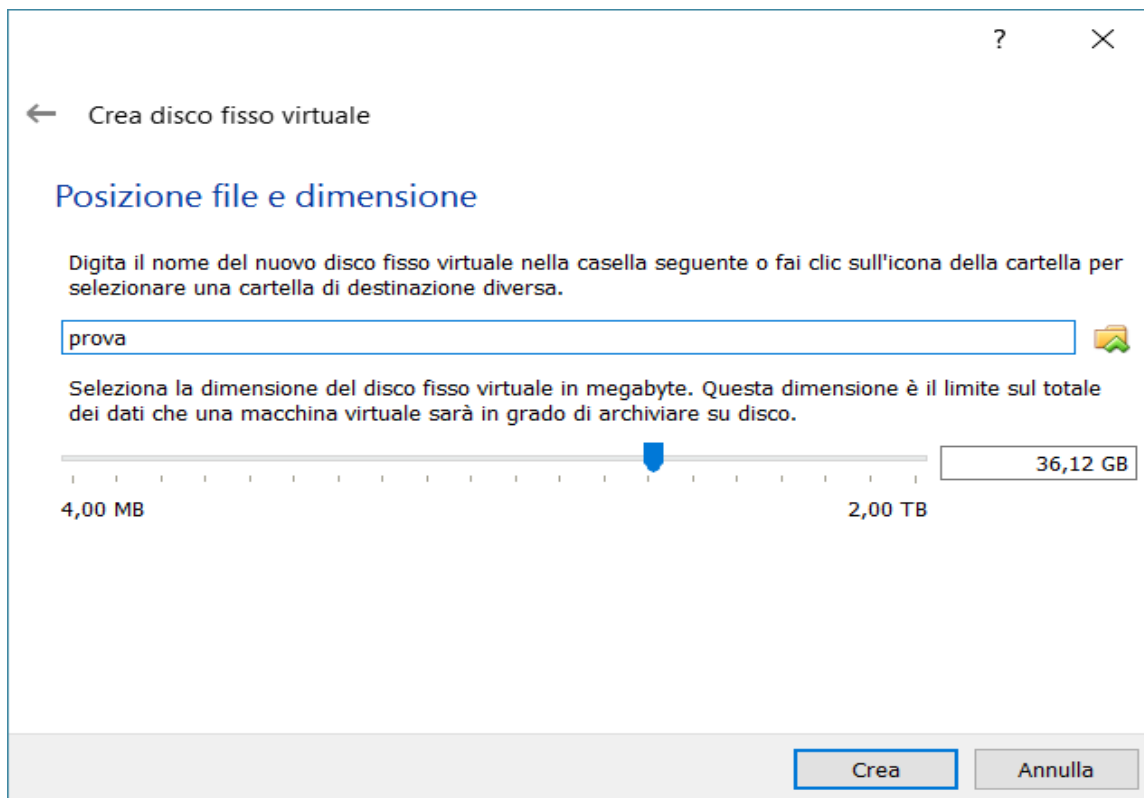 ?
Crea disco fisso virtuale
Posizione file e dimensione
Digita il nome del nuovo disco fisso virtuale nella casella seguente o fai clic sull'icona della cartella per
selezionare una cartella di destinazione diversa.
prova
Seleziona la dimensione del disco fisso virtuale in megabyte. Questa dimensione è il limite sul totale
dei dati che una macchina virtuale sarà in grado di archiviare su disco.
36,12 GB
4,00 MB 2,00 TB
Crea Annulla